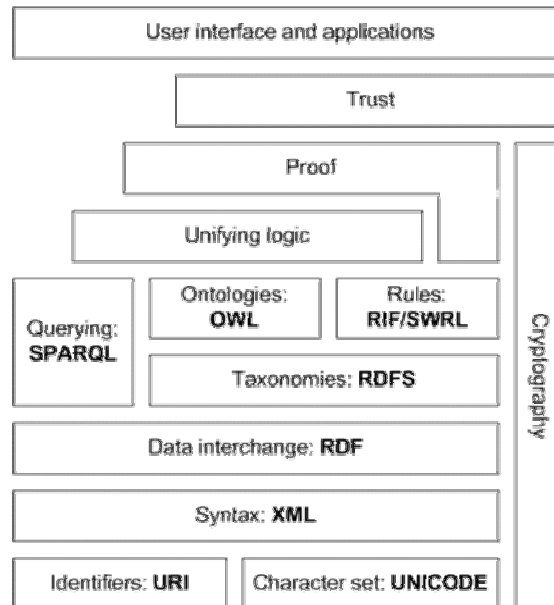 User interface and applications
Trust
Proof
Unifying logic
Querying:
SPARQL
Ontologies:
OWL
Rules:
RIF/SWRL
Taxonomies: RDFS
Cryptography
Data interchange: RDF
Syntax: XML
Identifiers: URI
Character set: UNICODE